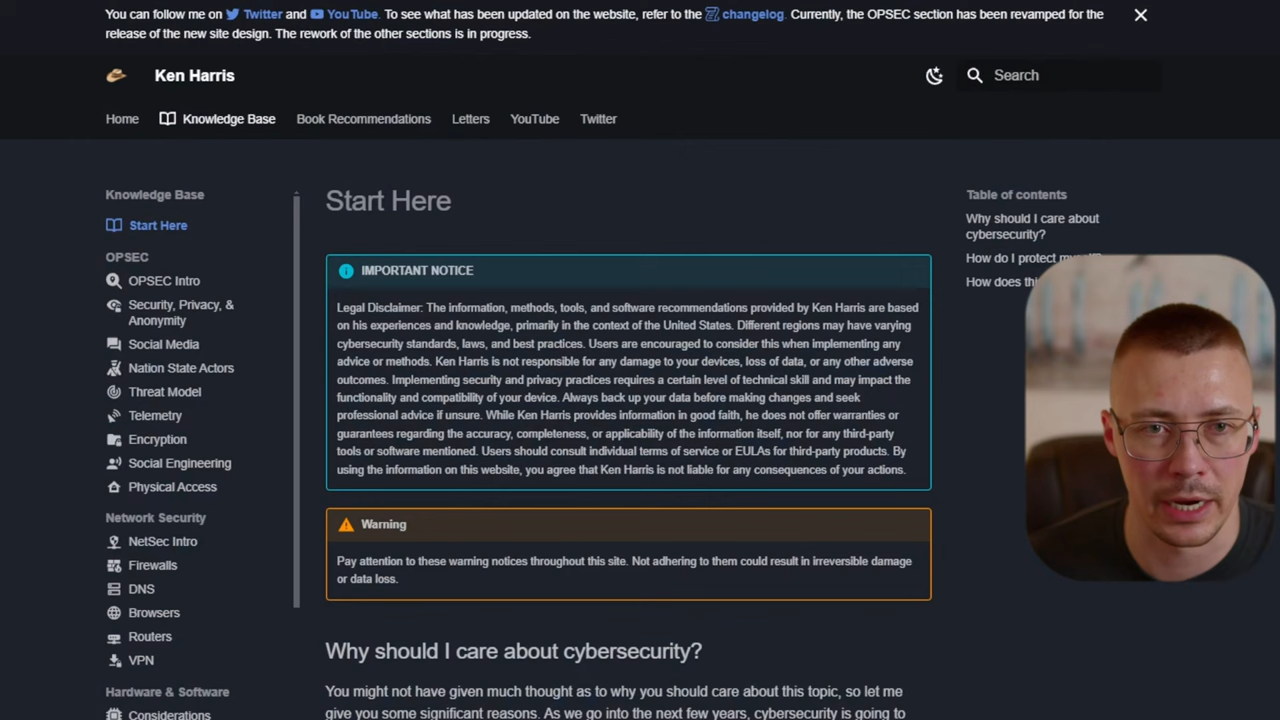 You can follow me on Twitter and YouTube. To see what has been updated on the website, refer to the changelog. Currently, the OPSEC section has been revamped for the
release of the new site design. The rework of the other sections is in progress.
Ken Harris
Search
Home Knowledge Base Book Recommendations Letters YouTube Twitter
Knowledge Base
Start Here
OPSEC
OPSEC Intro
Security, Privacy, &
Anonymity
Social Media
Nation State Actors
Threat Model
Telemetry
Encryption
Social Engineering
Physical Access
Network Security
NetSec Intro
Firewalls
DNS
Browsers
Routers
VPN
Hardware & Software
Considerations
Start Here
IMPORTANT NOTICE
Legal Disclaimer: The information, methods, tools, and software recommendations provided by Ken Harris are based
on his experiences and knowledge, primarily in the context of the United States. Different regions may have varying
cybersecurity standards, laws, and best practices. Users are encouraged to consider this when implementing any
advice or methods. Ken Harris is not responsible for any damage to your devices, loss of data, or any other adverse
outcomes. Implementing security and privacy practices requires a certain level of technical skill and may impact the
functionality and compatibility of your device. Always back up your data before making changes and seek
professional advice if unsure. While Ken Harris provides information in good faith, he does not offer warranties or
guarantees regarding the accuracy, completeness, or applicability of the information itself, nor for any third-party
tools or software mentioned. Users should consult individual terms of service or EULAs for third-party products. By
using the information on this website, you agree that Ken Harris is not liable for any consequences of your actions.
Warning
Pay attention to these warning notices throughout this site. Not adhering to them could result in irreversible damage
or data loss.
Why should I care about cybersecurity?
You might not have given much thought as to why you should care about this topic, so let me
give you some significant reasons. As we go into the next few years, cybersecurity is going to
Table of contents
Why should I care about
cybersecurity?
How do I protect
How does